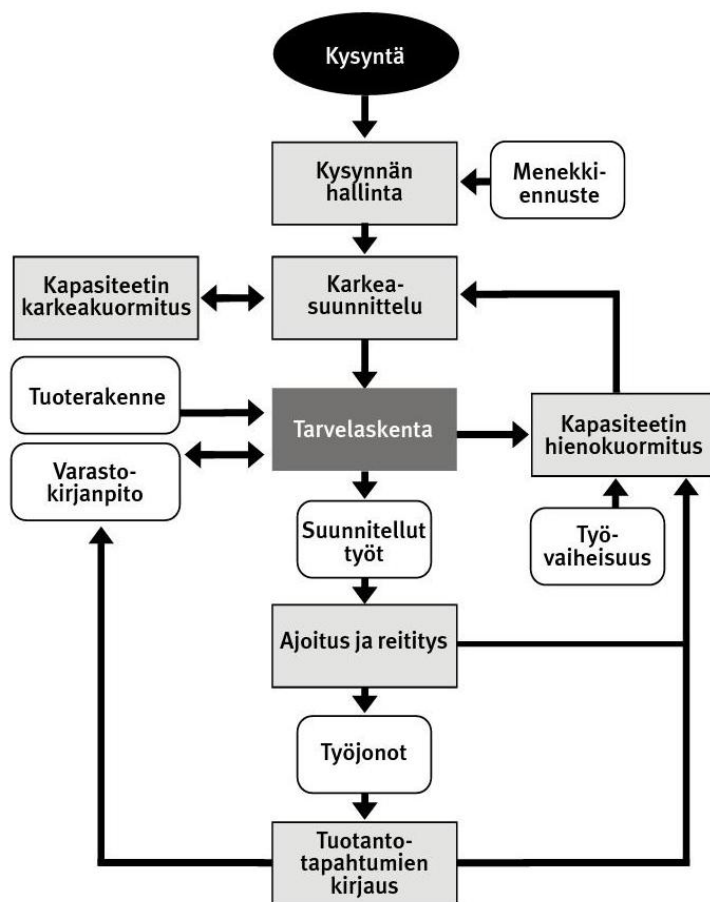 Kysyntä
Kysynnän
hallinta
Menekki-
ennuste
Kapasiteetin
karkeakuormitus
Karkea-
suunnittelu
Tuoterakenne
Tarvelaskenta
Kapasiteetin
hienokuormitus
Varasto-
kirjanpito
Suunnitellut
työt
Työ-
vaiheisuus
Ajoitus ja reititys
Työjonot
Tuotanto-
tapahtumien
kirjaus